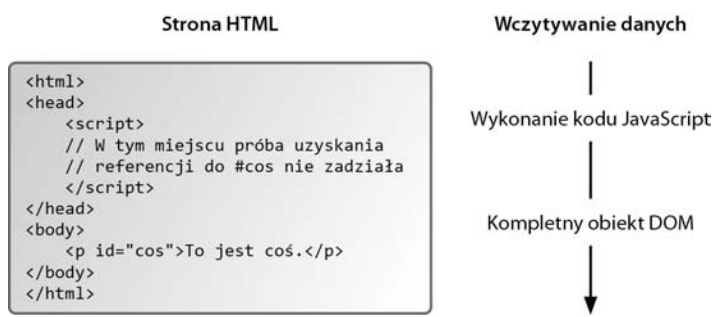 Strona HTML
<html>
<head>
    <script>
    // W tym miejscu próba uzyskania
    // referencji do #cos nie zadziała
    </script>
</head>
<body>
    <p id="cos">To jest coś.</p>
</body>
</html>
Wczytywanie danych
Wykonanie kodu JavaScript
Kompletny obiekt DOM